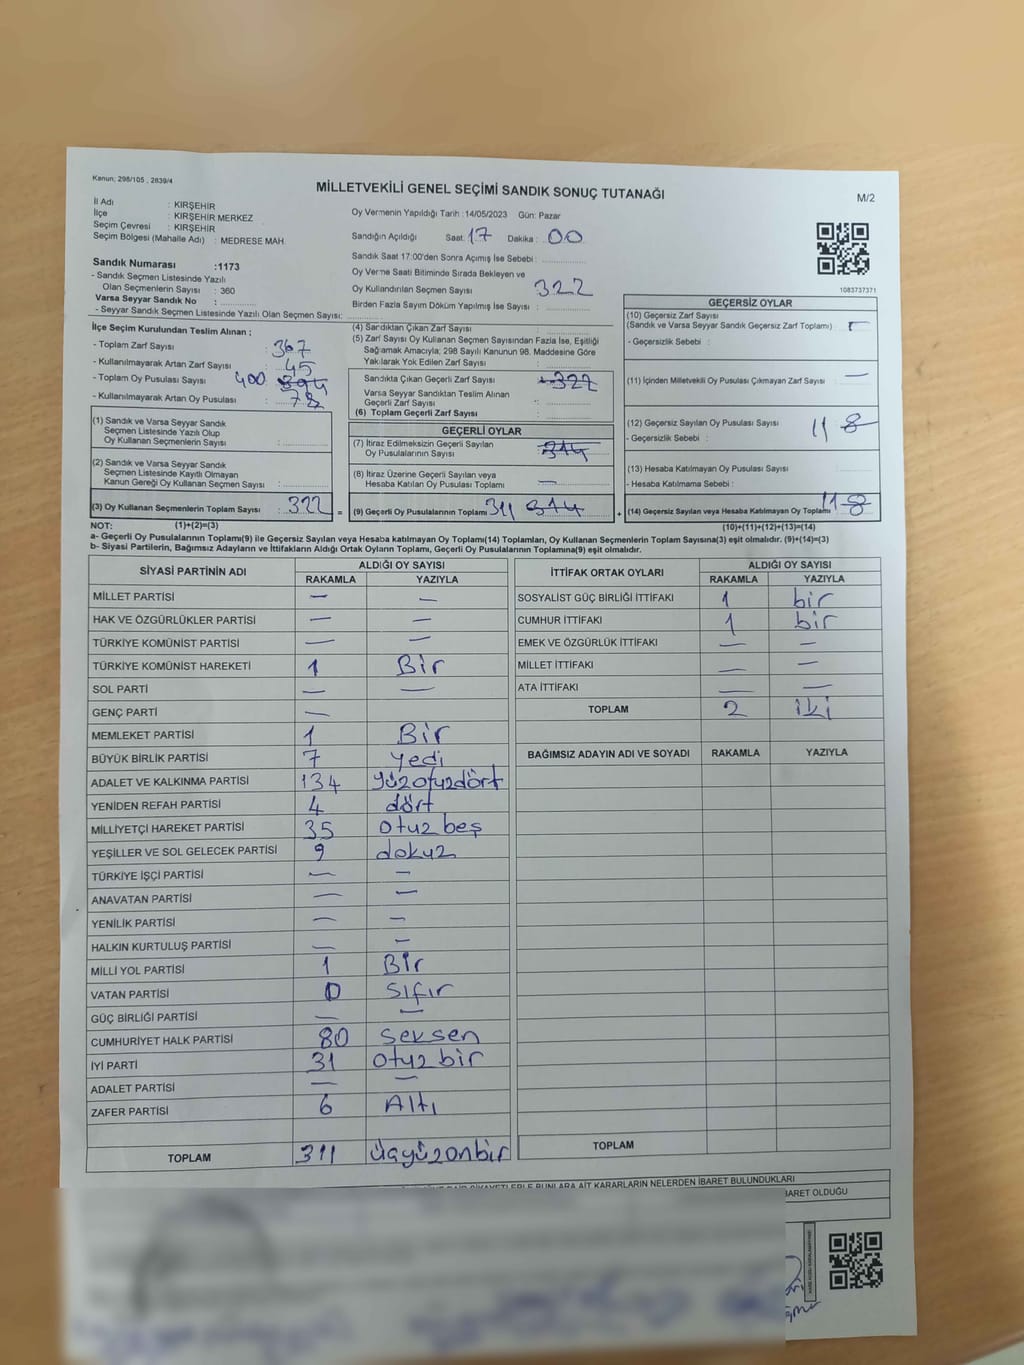 Kanun: 298/105 , 2839/4
MİLLETVEKİLİ GENEL SEÇİMİ SANDIK SONUÇ TUTANAĞI
M/2
İl Adı : KIRŞEHİR
İlçe : KIRŞEHİR MERKEZ
Seçim Çevresi : KIRŞEHİR
Seçim Bölgesi (Mahalle Adı) : MEDRESE MAH.
Sandık Numarası :1173
- Sandık Seçmen Listesinde Yazılı
Olan Seçmenlerin Sayısı : 360
Varsa Seyyar Sandık No :
- Seyyar Sandık Seçmen Listesinde Yazılı Olan Seçmen Sayısı:
Oy Vermenin Yapıldığı Tarih :14/05/2023 Gün: Pazar
Sandığın Açıldığı Saat: 17 Dakika : 00
Sandık Saat 17:00'den Sonra Açımış İse Sebebi :
Oy Verme Saati Bitiminde Sırada Bekleyen ve
Oy Kullandırılan Seçmen Sayısı 322
Birden Fazla Sayım Döküm Yapılmış İse Sayısı :
1083737371
İlçe Seçim Kurulundan Teslim Alınan ;
- Toplam Zarf Sayısı : 367
- Kullanılmayarak Artan Zarf Sayısı : 45
- Toplam Oy Pusulası Sayısı 400 394
- Kullanılmayarak Artan Oy Pusulası : 78
(1) Sandık ve Varsa Seyyar Sandık
Seçmen Listesinde Yazılı Olup
Oy Kullanan Seçmenlerin Sayısı :
(2) Sandık ve Varsa Seyyar Sandık
Seçmen Listesinde Kayıtlı Olmayan
Kanun Gereği Oy Kullanan Seçmen Sayısı :
(3) Oy Kullanan Seçmenlerin Toplam Sayısı : 322 =
(4) Sandıktan Çıkan Zarf Sayısı :
(5) Zarf Sayısı Oy Kullanan Seçmen Sayısından Fazla İse, Eşitliği
Sağlamak Amacıyla; 298 Sayılı Kanunun 98. Maddesine Göre
Yakılarak Yok Edilen Zarf Sayısı :
Sandıkta Çıkan Geçerli Zarf Sayısı 322
Varsa Seyyar Sandıktan Teslim Alınan
Geçerli Zarf Sayısı :
(6) Toplam Geçerli Zarf Sayısı :
GEÇERLİ OYLAR
(7) İtiraz Edilmeksizin Geçerli Sayılan
Oy Pusulalarının Sayısı 314
(8) İtiraz Üzerine Geçerli Sayılan veya
Hesaba Katılan Oy Pusulası Toplamı : —
(9) Geçerli Oy Pusulalarının Toplamı 311 314 +
GEÇERSİZ OYLAR
(10) Geçersiz Zarf Sayısı
(Sandık ve Varsa Seyyar Sandık Geçersiz Zarf Toplamı) :
- Geçersizlik Sebebi :
(11) İçinden Milletvekili Oy Pusulası Çıkmayan Zarf Sayısı : —
(12) Geçersiz Sayılan Oy Pusulası Sayısı : 11 8
- Geçersizlik Sebebi :
(13) Hesaba Katılmayan Oy Pusulası Sayısı :
- Hesaba Katılmama Sebebi :
(14) Geçersiz Sayılan veya Hesaba Katılmayan Oy Toplamı 11 8
NOT: (1)+(2)=(3)
(10)+(11)+(12)+(13)=(14)
a- Geçerli Oy Pusulalarının Toplamı(9) ile Geçersiz Sayılan veya Hesaba katılmayan Oy Toplamı(14) Toplamları, Oy Kullanan Seçmenlerin Toplam Sayısına(3) eşit olmalıdır. (9)+(14)=(3)
b- Siyasi Partilerin, Bağımsız Adayların ve İttifakların Aldığı Ortak Oyların Toplamı, Geçerli Oy Pusulalarının Toplamına(9) eşit olmalıdır.
SİYASİ PARTİNİN ADI ALDIĞI OY SAYISI
RAKAMLA YAZIYLA
MİLLET PARTİSİ — —
HAK VE ÖZGÜRLÜKLER PARTİSİ — —
TÜRKİYE KOMÜNİST PARTİSİ — —
TÜRKİYE KOMÜNİST HAREKETİ 1 Bir
SOL PARTİ — —
GENÇ PARTİ —
MEMLEKET PARTİSİ 1 Bir
BÜYÜK BİRLİK PARTİSİ 7 yedi
ADALET VE KALKINMA PARTİSİ 134 yüzotuzdört
YENİDEN REFAH PARTİSİ 4 dört
MİLLİYETÇİ HAREKET PARTİSİ 35 otuz beş
YEŞİLLER VE SOL GELECEK PARTİSİ 9 dokuz
TÜRKİYE İŞÇİ PARTİSİ — —
ANAVATAN PARTİSİ — —
YENİLİK PARTİSİ — —
HALKIN KURTULUŞ PARTİSİ — —
MİLLİ YOL PARTİSİ 1 Bir
VATAN PARTİSİ 0 sıfır
GÜÇ BİRLİĞİ PARTİSİ — —
CUMHURİYET HALK PARTİSİ 80 seksen
İYİ PARTİ 31 otuz bir
ADALET PARTİSİ — —
ZAFER PARTİSİ 6 Altı
TOPLAM 311 üçyüzonbir
İTTİFAK ORTAK OYLARI ALDIĞI OY SAYISI
RAKAMLA YAZIYLA
SOSYALİST GÜÇ BİRLİĞİ İTTİFAKI 1 bir
CUMHUR İTTİFAKI 1 bir
EMEK VE ÖZGÜRLÜK İTTİFAKI — —
MİLLET İTTİFAKI — —
ATA İTTİFAKI — —
TOPLAM 2 iki
BAĞIMSIZ ADAYIN ADI VE SOYADI RAKAMLA YAZIYLA
TOPLAM
ŞİKAYETLERLE BUNLARA AİT KARARLARIN NELERDEN İBARET BULUNDUKLARI
İBARET OLDUĞU